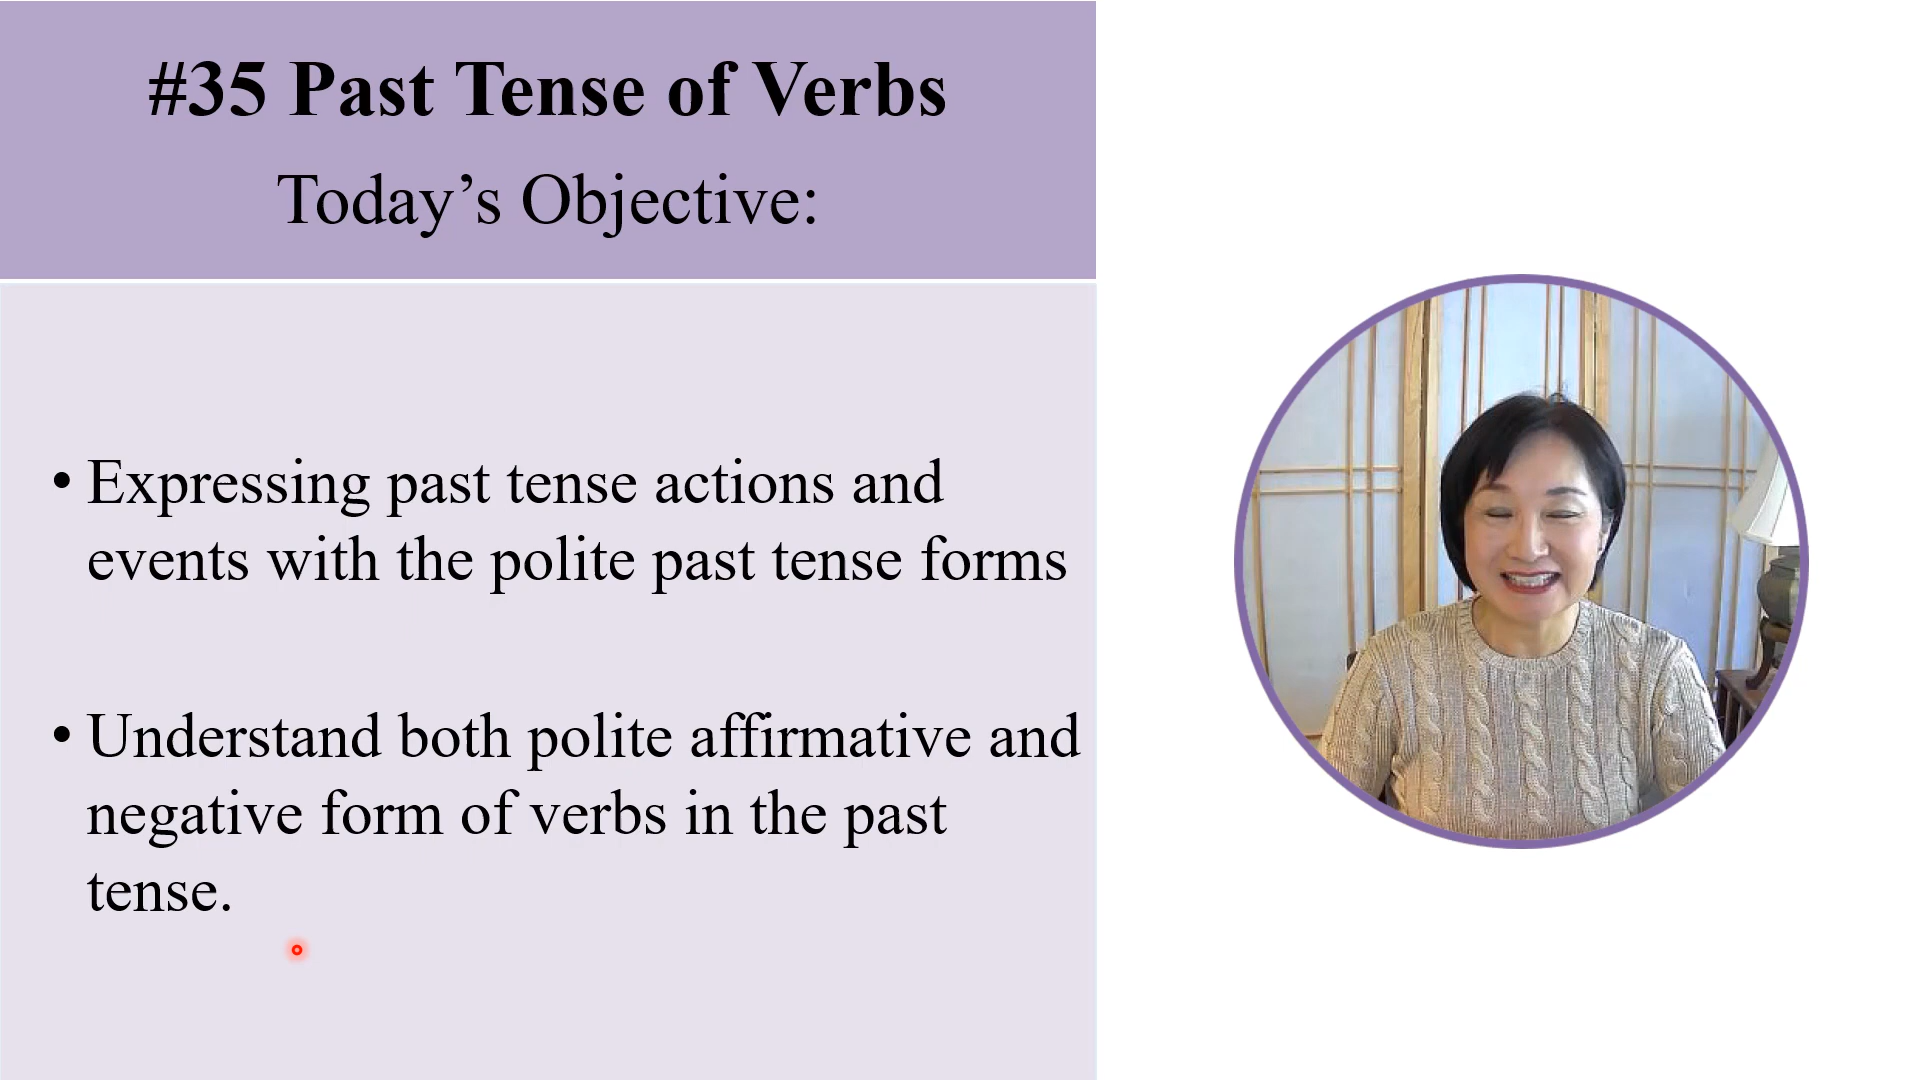 #35 Past Tense of Verbs
Today’s Objective:
• Expressing past tense actions and
events with the polite past tense forms
• Understand both polite affirmative and
negative form of verbs in the past
tense.